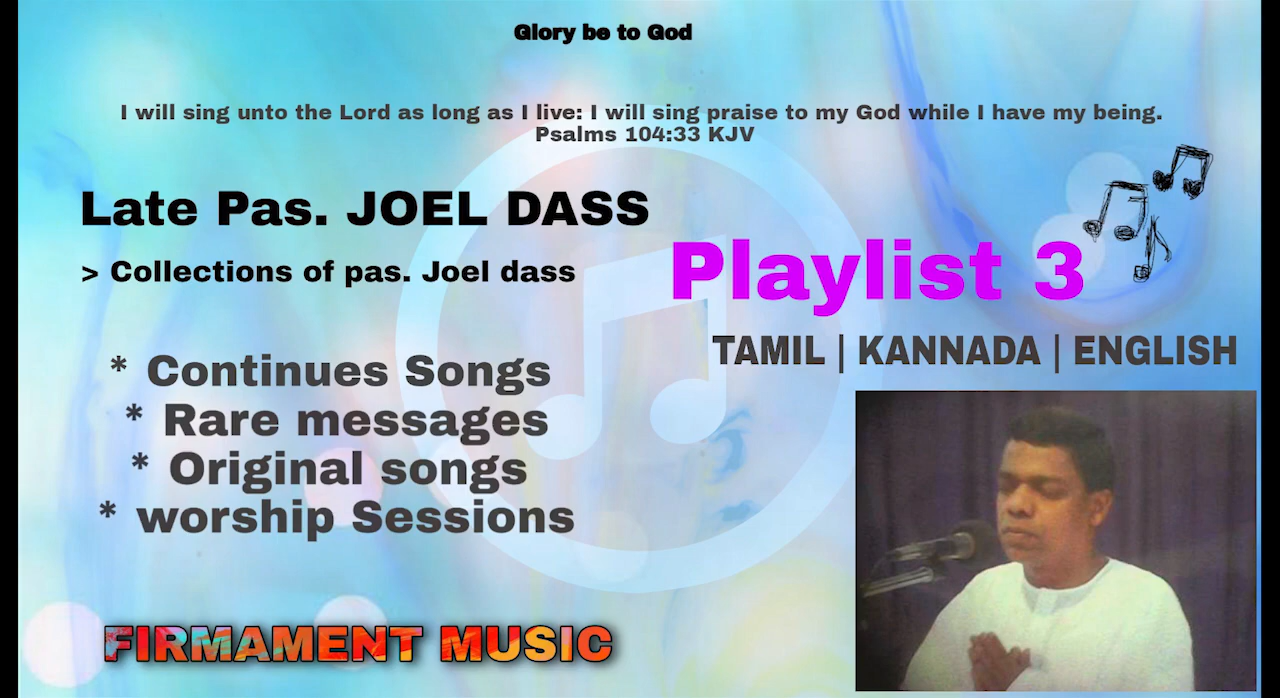 Glory be to God
I will sing unto the Lord as long as I live: I will sing praise to my God while I have my being.
Psalms 104:33 KJV
Late Pas. JOEL DASS
> Collections of pas. Joel dass
Playlist 3
TAMIL | KANNADA | ENGLISH
* Continues Songs
* Rare messages
* Original songs
* worship Sessions
FIRMAMENT MUSIC